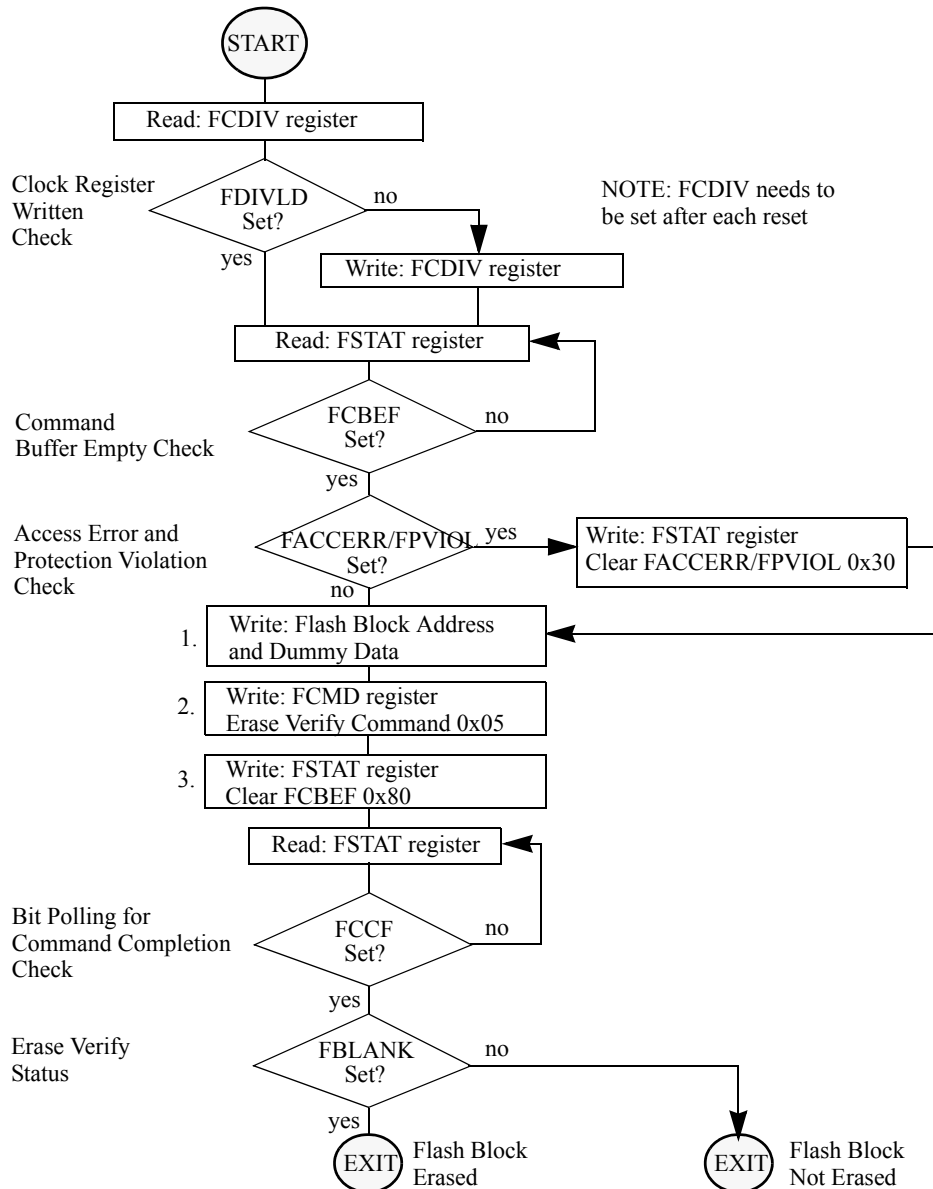 START
Read: FCDIV register
Clock Register
Written
Check
FDIVLD
Set?
no
yes
NOTE: FCDIV needs to
be set after each reset
Write: FCDIV register
Read: FSTAT register
Command
Buffer Empty Check
FCBEF
Set?
no
yes
Access Error and
Protection Violation
Check
FACCERR/FPVIOL
Set?
yes
no
Write: FSTAT register
Clear FACCERR/FPVIOL 0x30
1.
Write: Flash Block Address
and Dummy Data
2.
Write: FCMD register
Erase Verify Command 0x05
3.
Write: FSTAT register
Clear FCBEF 0x80
Read: FSTAT register
Bit Polling for
Command Completion
Check
FCCF
Set?
no
yes
Erase Verify
Status
FBLANK
Set?
no
yes
EXIT
Flash Block
Erased
EXIT
Flash Block
Not Erased